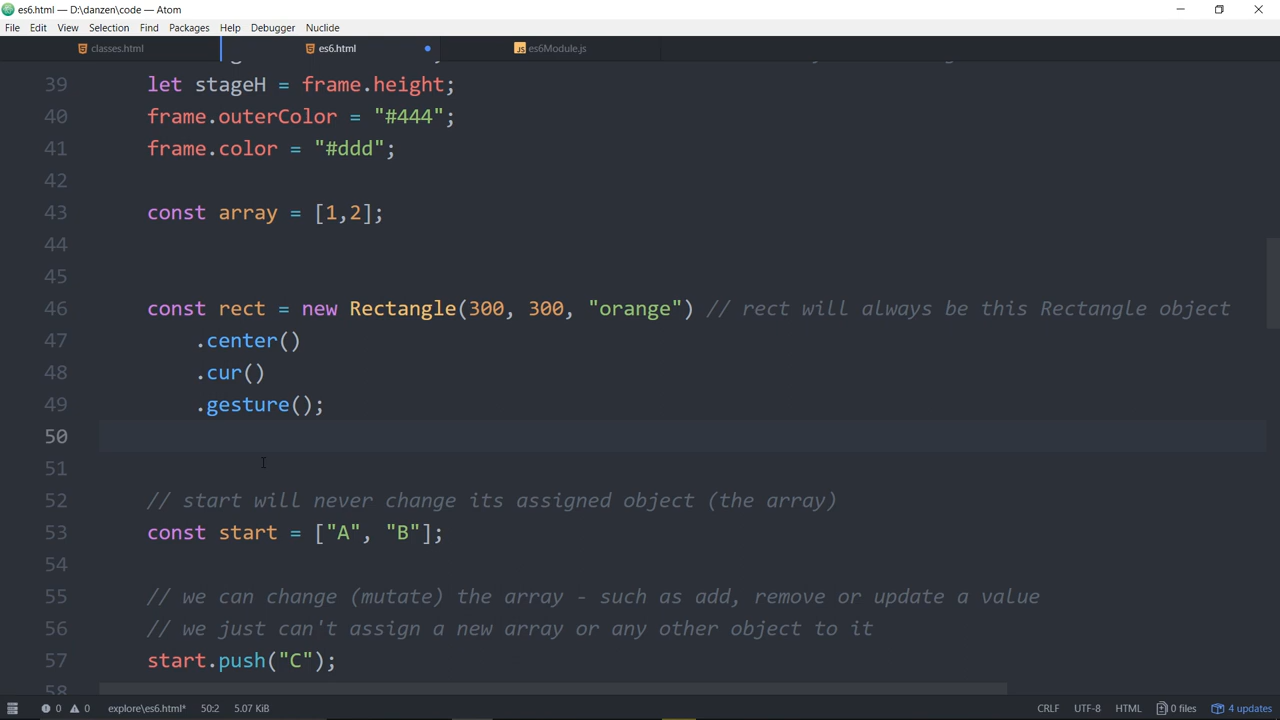 es6.html — D:\danzen\code — Atom
File Edit View Selection Find Packages Help Debugger Nuclide
classes.html es6.html es6Module.js
39 let stageH = frame.height;
40 frame.outerColor = "#444";
41 frame.color = "#ddd";
42
43 const array = [1,2];
44
45
46 const rect = new Rectangle(300, 300, "orange") // rect will always be this Rectangle object
47 .center()
48 .cur()
49 .gesture();
50
51
52 // start will never change its assigned object (the array)
53 const start = ["A", "B"];
54
55 // we can change (mutate) the array - such as add, remove or update a value
56 // we just can't assign a new array or any other object to it
57 start.push("C");
58
0 0 explore\es6.html* 50:2 5.07 KiB CRLF UTF-8 HTML 0 files 4 updates